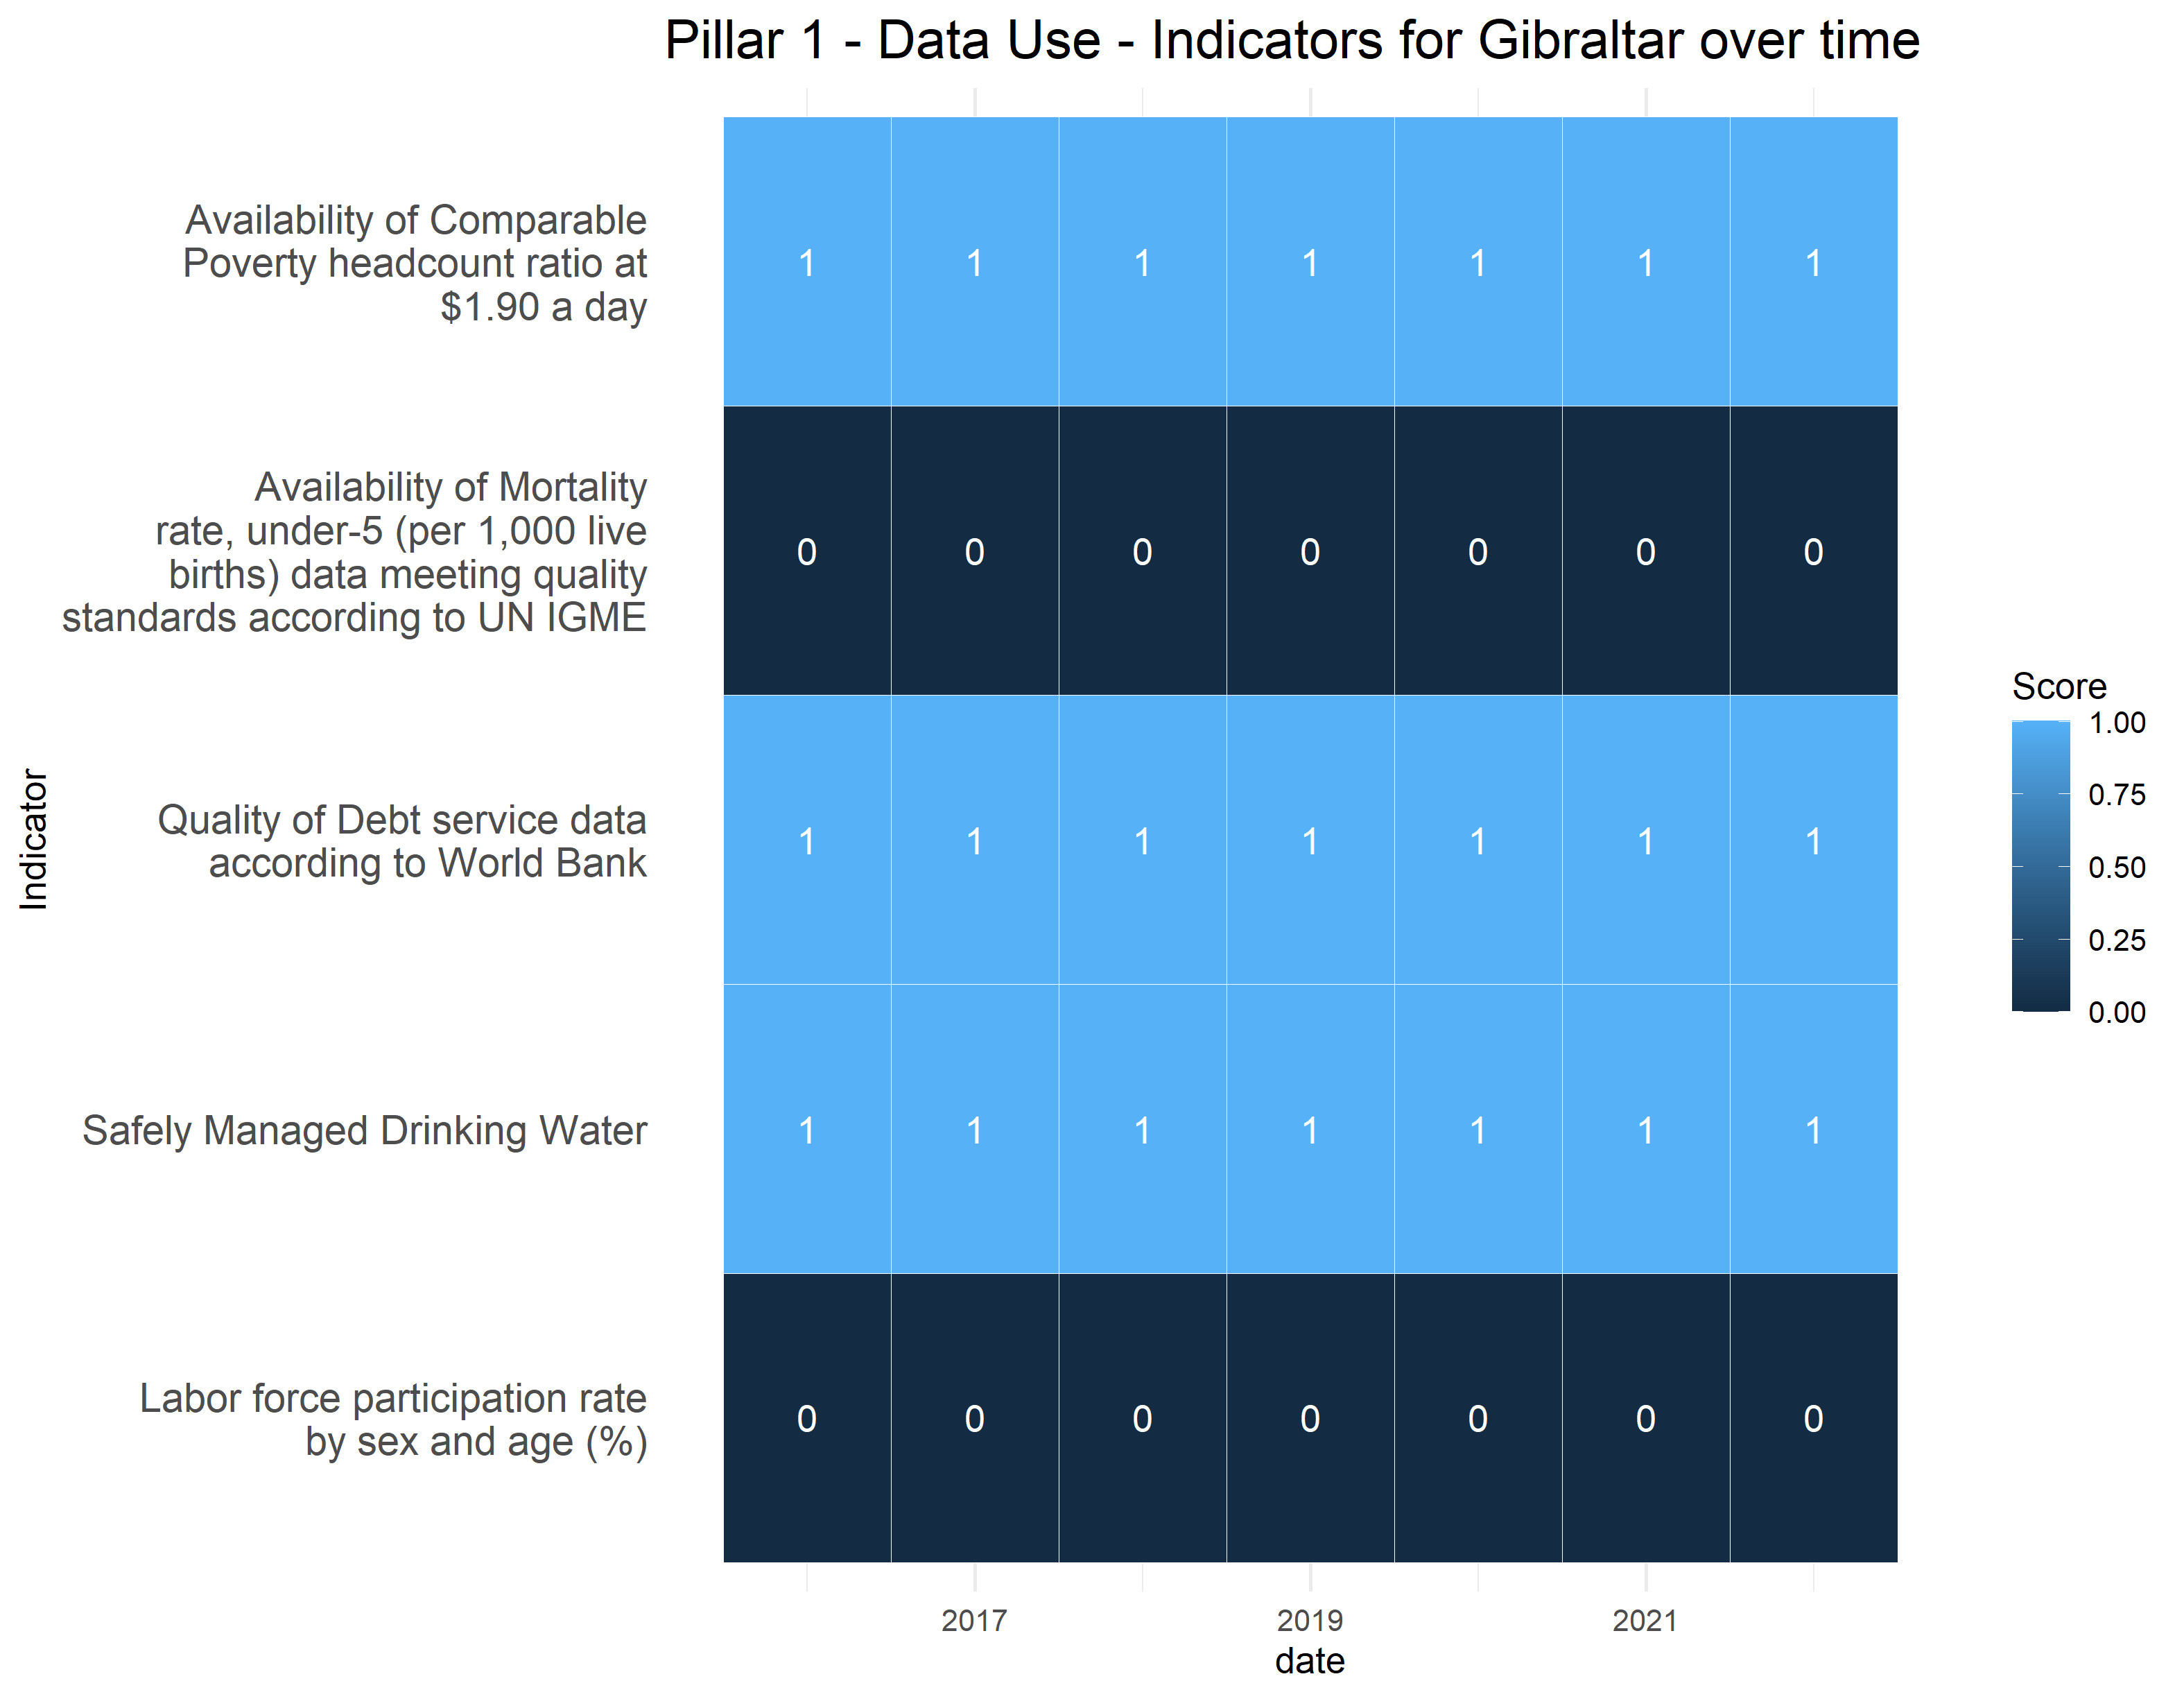 Pillar 1 - Data Use - Indicators for Gibraltar over time
Availability of Comparable
Poverty headcount ratio at
$1.90 a day
1 1 1 1 1 1 1
Availability of Mortality
rate, under-5 (per 1,000 live
births) data meeting quality
standards according to UN IGME
0 0 0 0 0 0 0
Quality of Debt service data
according to World Bank
1 1 1 1 1 1 1
Safely Managed Drinking Water
1 1 1 1 1 1 1
Labor force participation rate
by sex and age (%)
0 0 0 0 0 0 0
Indicator
2017 2019 2021
date
Score
1.00
0.75
0.50
0.25
0.00